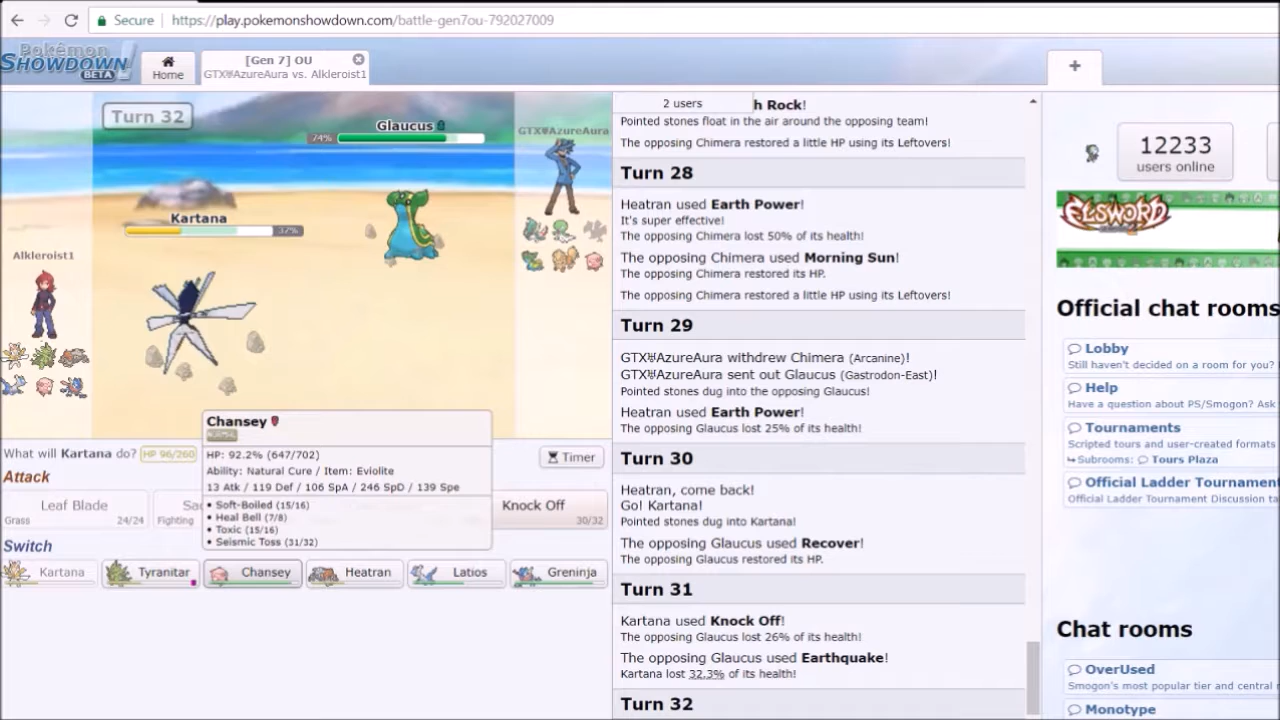 Secure https://play.pokemonshowdown.com/battle-gen7ou-792027009
Pokémon
SHOWDOWN
BETA
Home
[Gen 7] OU
GTX¥AzureAura vs. Alkleroist1
+
Turn 32
Glaucus
74%
Kartana
37%
Alkleroist1
GTX¥AzureAura
2 users
h Rock!
Pointed stones float in the air around the opposing team!
The opposing Chimera restored a little HP using its Leftovers!
Turn 28
Heatran used Earth Power!
It's super effective!
The opposing Chimera lost 50% of its health!
The opposing Chimera used Morning Sun!
The opposing Chimera restored its HP.
The opposing Chimera restored a little HP using its Leftovers!
Turn 29
GTX¥AzureAura withdrew Chimera (Arcanine)!
GTX¥AzureAura sent out Glaucus (Gastrodon-East)!
Pointed stones dug into the opposing Glaucus!
Heatran used Earth Power!
The opposing Glaucus lost 25% of its health!
Turn 30
Heatran, come back!
Go! Kartana!
Pointed stones dug into Kartana!
The opposing Glaucus used Recover!
The opposing Glaucus restored its HP.
Turn 31
Kartana used Knock Off!
The opposing Glaucus lost 26% of its health!
The opposing Glaucus used Earthquake!
Kartana lost 32.3% of its health!
Turn 32
Chansey
NORMAL
HP: 92.2% (647/702)
Ability: Natural Cure / Item: Eviolite
13 Atk / 119 Def / 106 SpA / 246 SpD / 139 Spe
• Soft-Boiled (15/16)
• Heal Bell (7/8)
• Toxic (15/16)
• Seismic Toss (31/32)
What will Kartana do? HP 96/260
Timer
Attack
Leaf Blade
Grass 24/24
Sac
Fighting
Knock Off
30/32
Switch
Kartana Tyranitar Chansey Heatran Latios Greninja
12233
users online
ELSWORD
Official chat rooms
Lobby
Still haven't decided on a room for you?
Help
Have a question about PS/Smogon? Ask
Tournaments
Scripted tours and user-created formats
↳Subrooms: Tours Plaza
Official Ladder Tournament
Official Ladder Tournament Discussion ta
Chat rooms
OverUsed
Smogon's most popular tier and central
Monotype